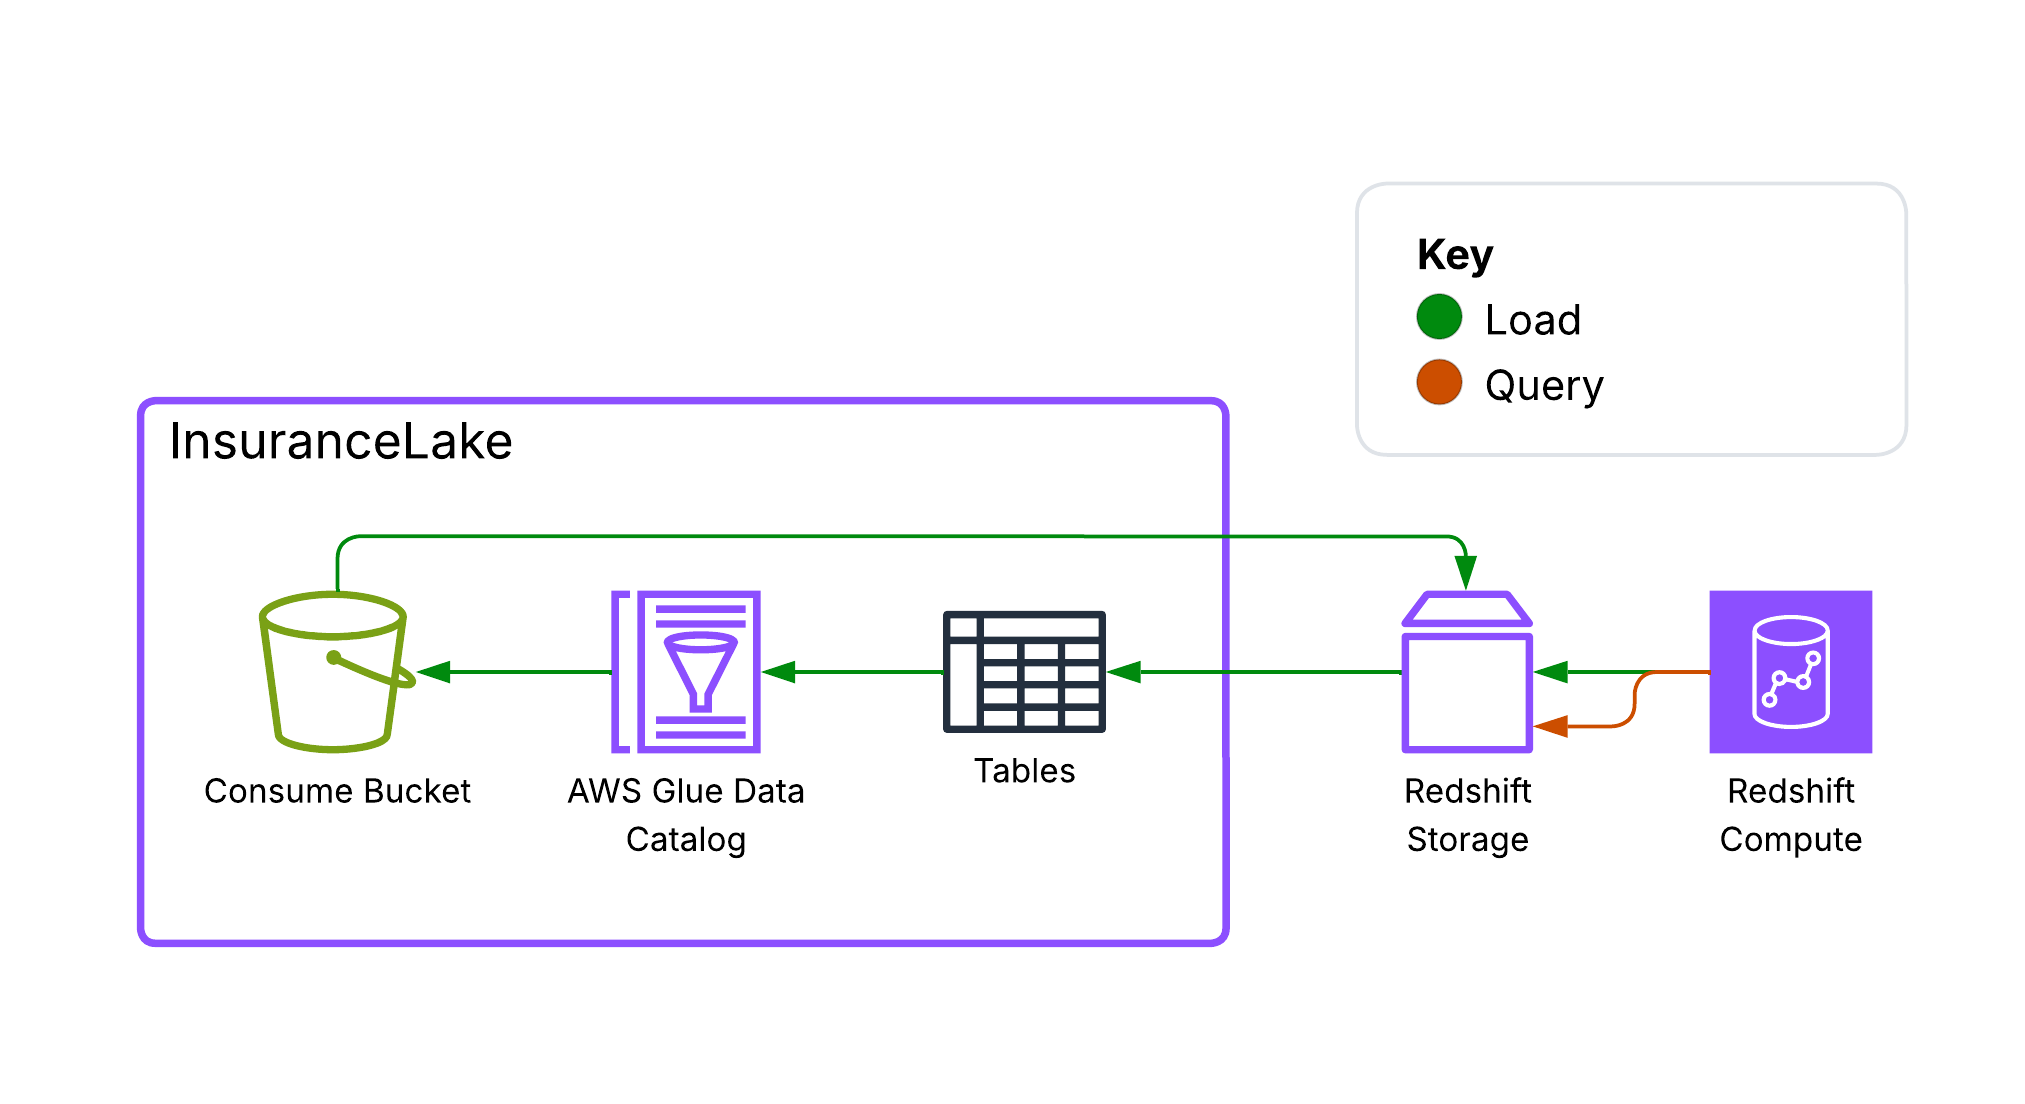 Key
Load
Query
InsuranceLake
Consume Bucket
AWS Glue Data
Catalog
Tables
Redshift
Storage
Redshift
Compute